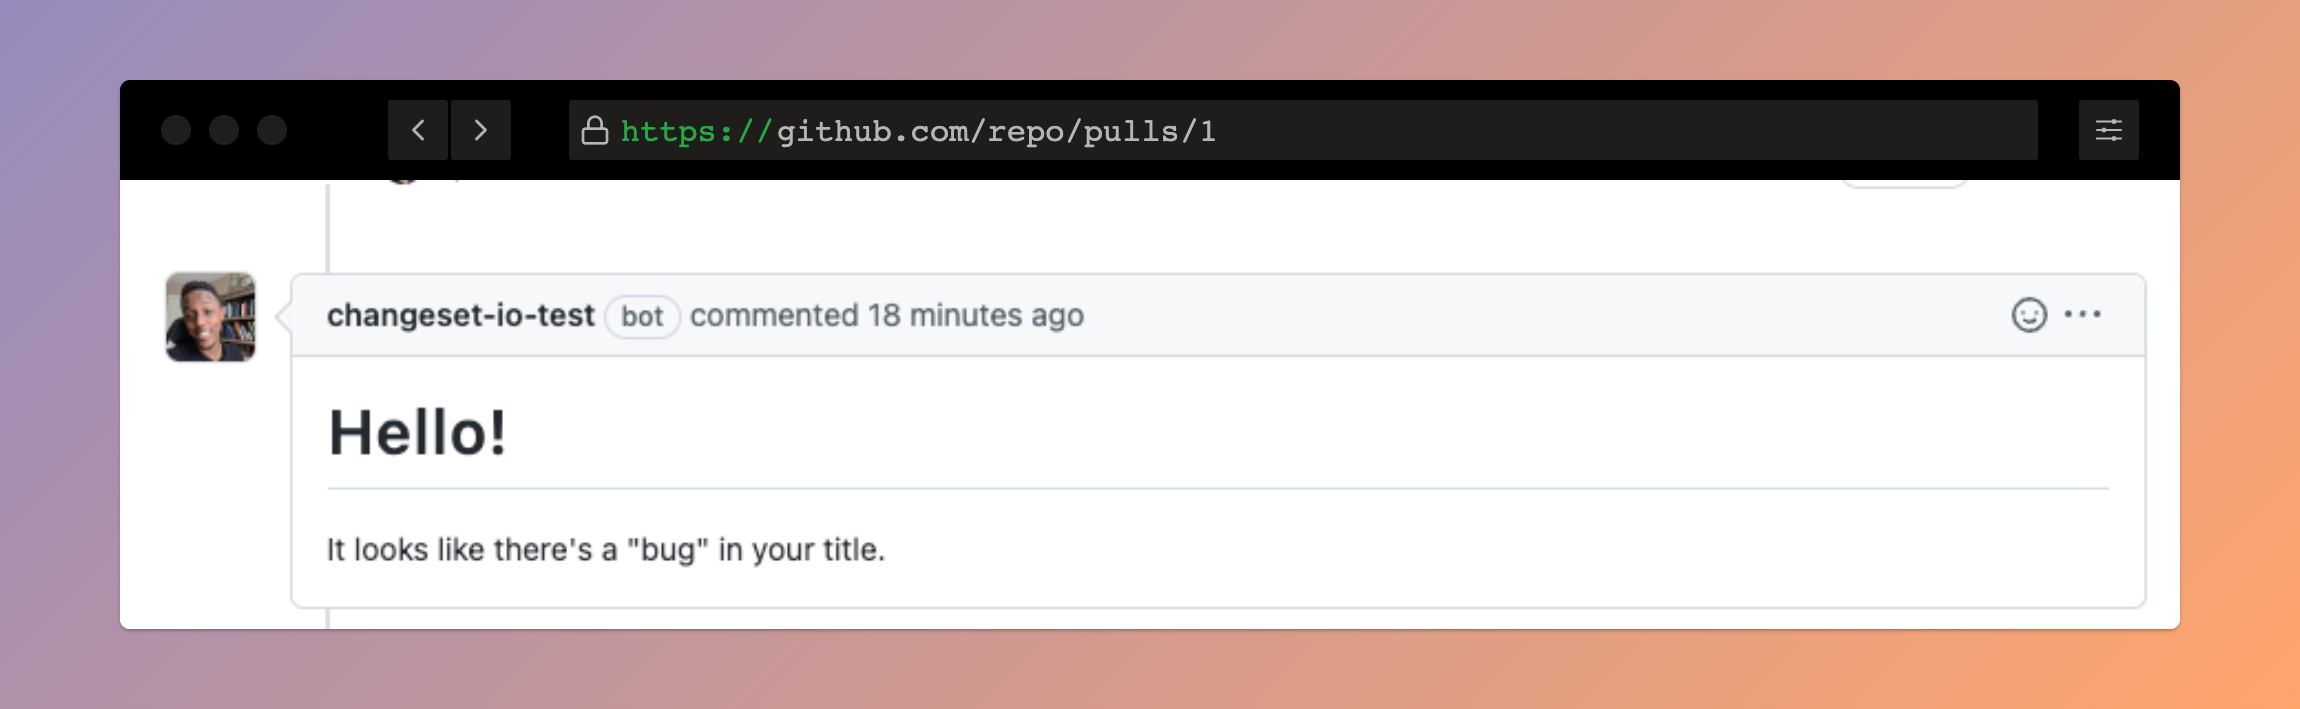 https://github.com/repo/pulls/1
changeset-io-test bot commented 18 minutes ago
Hello!
It looks like there's a "bug" in your title.